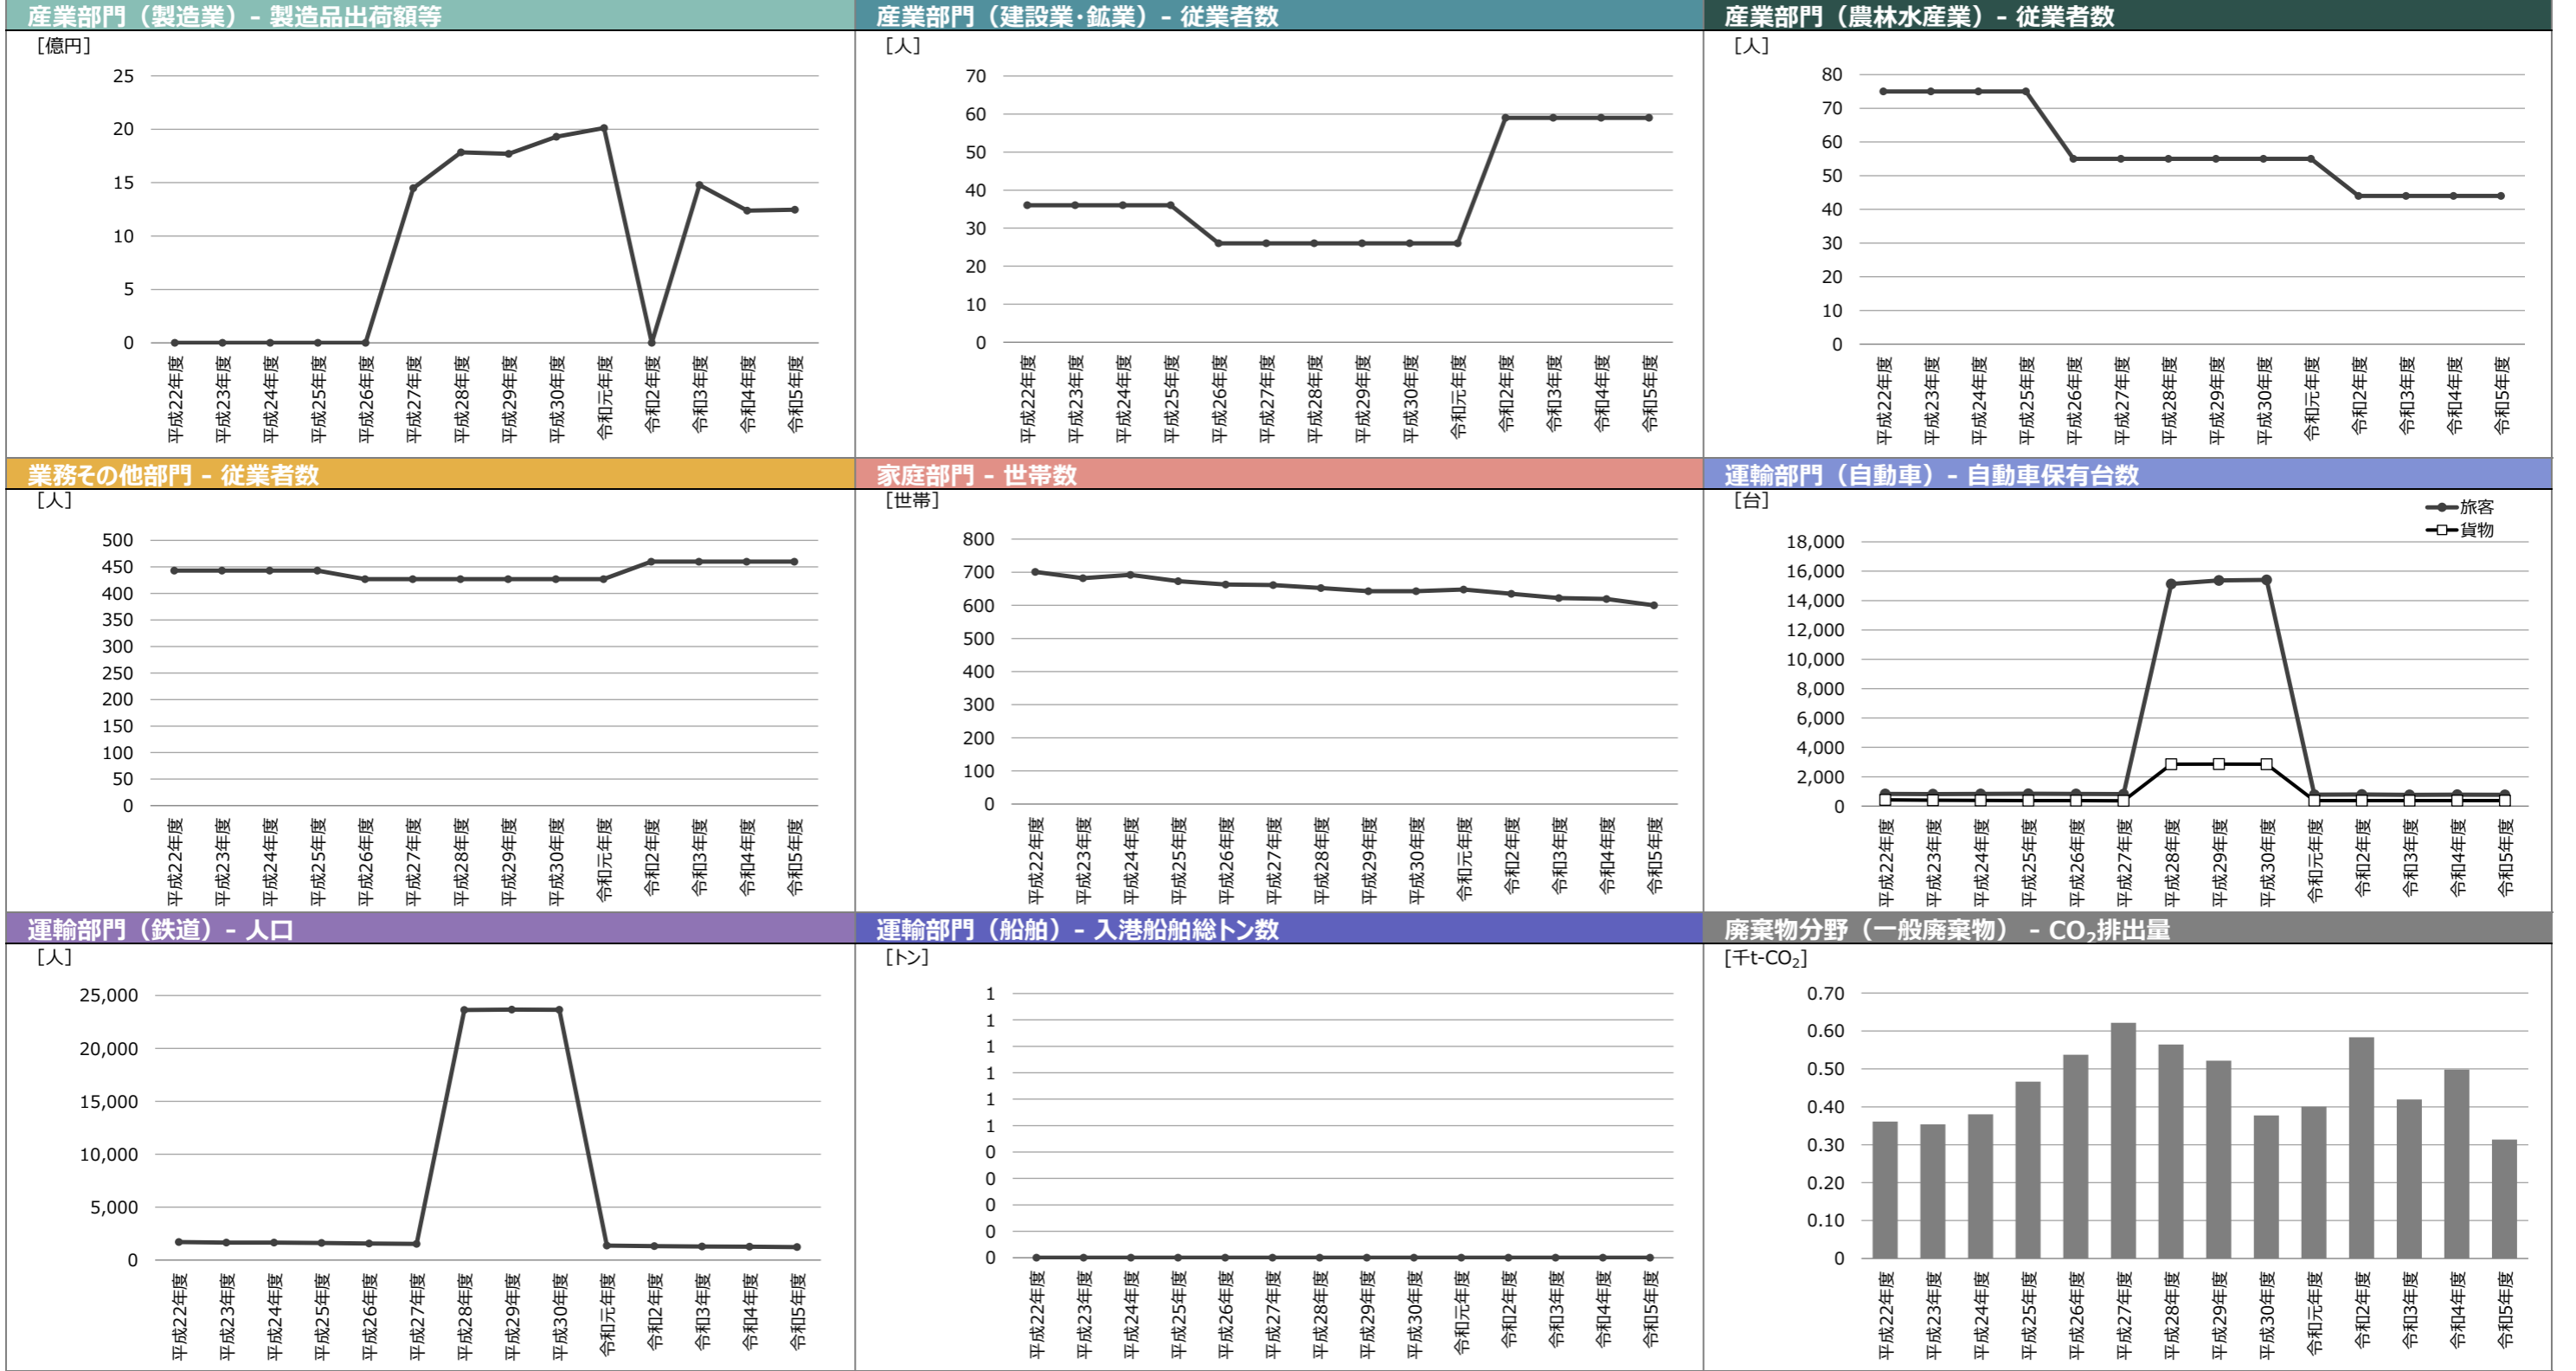 産業部門（製造業）- 製造品出荷額等
[億円]
25
20
15
10
5
0
平成22年度
平成23年度
平成24年度
平成25年度
平成26年度
平成27年度
平成28年度
平成29年度
平成30年度
令和元年度
令和2年度
令和3年度
令和4年度
令和5年度
産業部門（建設業・鉱業）- 従業者数
[人]
70
60
50
40
30
20
10
0
平成22年度
平成23年度
平成24年度
平成25年度
平成26年度
平成27年度
平成28年度
平成29年度
平成30年度
令和元年度
令和2年度
令和3年度
令和4年度
令和5年度
産業部門（農林水産業）- 従業者数
[人]
80
70
60
50
40
30
20
10
0
平成22年度
平成23年度
平成24年度
平成25年度
平成26年度
平成27年度
平成28年度
平成29年度
平成30年度
令和元年度
令和2年度
令和3年度
令和4年度
令和5年度
業務その他部門 - 従業者数
[人]
500
450
400
350
300
250
200
150
100
50
0
平成22年度
平成23年度
平成24年度
平成25年度
平成26年度
平成27年度
平成28年度
平成29年度
平成30年度
令和元年度
令和2年度
令和3年度
令和4年度
令和5年度
家庭部門 - 世帯数
[世帯]
800
700
600
500
400
300
200
100
0
平成22年度
平成23年度
平成24年度
平成25年度
平成26年度
平成27年度
平成28年度
平成29年度
平成30年度
令和元年度
令和2年度
令和3年度
令和4年度
令和5年度
運輸部門（自動車）- 自動車保有台数
[台]
旅客
貨物
18,000
16,000
14,000
12,000
10,000
8,000
6,000
4,000
2,000
0
平成22年度
平成23年度
平成24年度
平成25年度
平成26年度
平成27年度
平成28年度
平成29年度
平成30年度
令和元年度
令和2年度
令和3年度
令和4年度
令和5年度
運輸部門（鉄道）- 人口
[人]
25,000
20,000
15,000
10,000
5,000
0
平成22年度
平成23年度
平成24年度
平成25年度
平成26年度
平成27年度
平成28年度
平成29年度
平成30年度
令和元年度
令和2年度
令和3年度
令和4年度
令和5年度
運輸部門（船舶）- 入港船舶総トン数
[トン]
1
1
1
1
1
1
0
0
0
0
0
平成22年度
平成23年度
平成24年度
平成25年度
平成26年度
平成27年度
平成28年度
平成29年度
平成30年度
令和元年度
令和2年度
令和3年度
令和4年度
令和5年度
廃棄物分野（一般廃棄物） - CO₂排出量
[千t-CO₂]
0.70
0.60
0.50
0.40
0.30
0.20
0.10
0
平成22年度
平成23年度
平成24年度
平成25年度
平成26年度
平成27年度
平成28年度
平成29年度
平成30年度
令和元年度
令和2年度
令和3年度
令和4年度
令和5年度